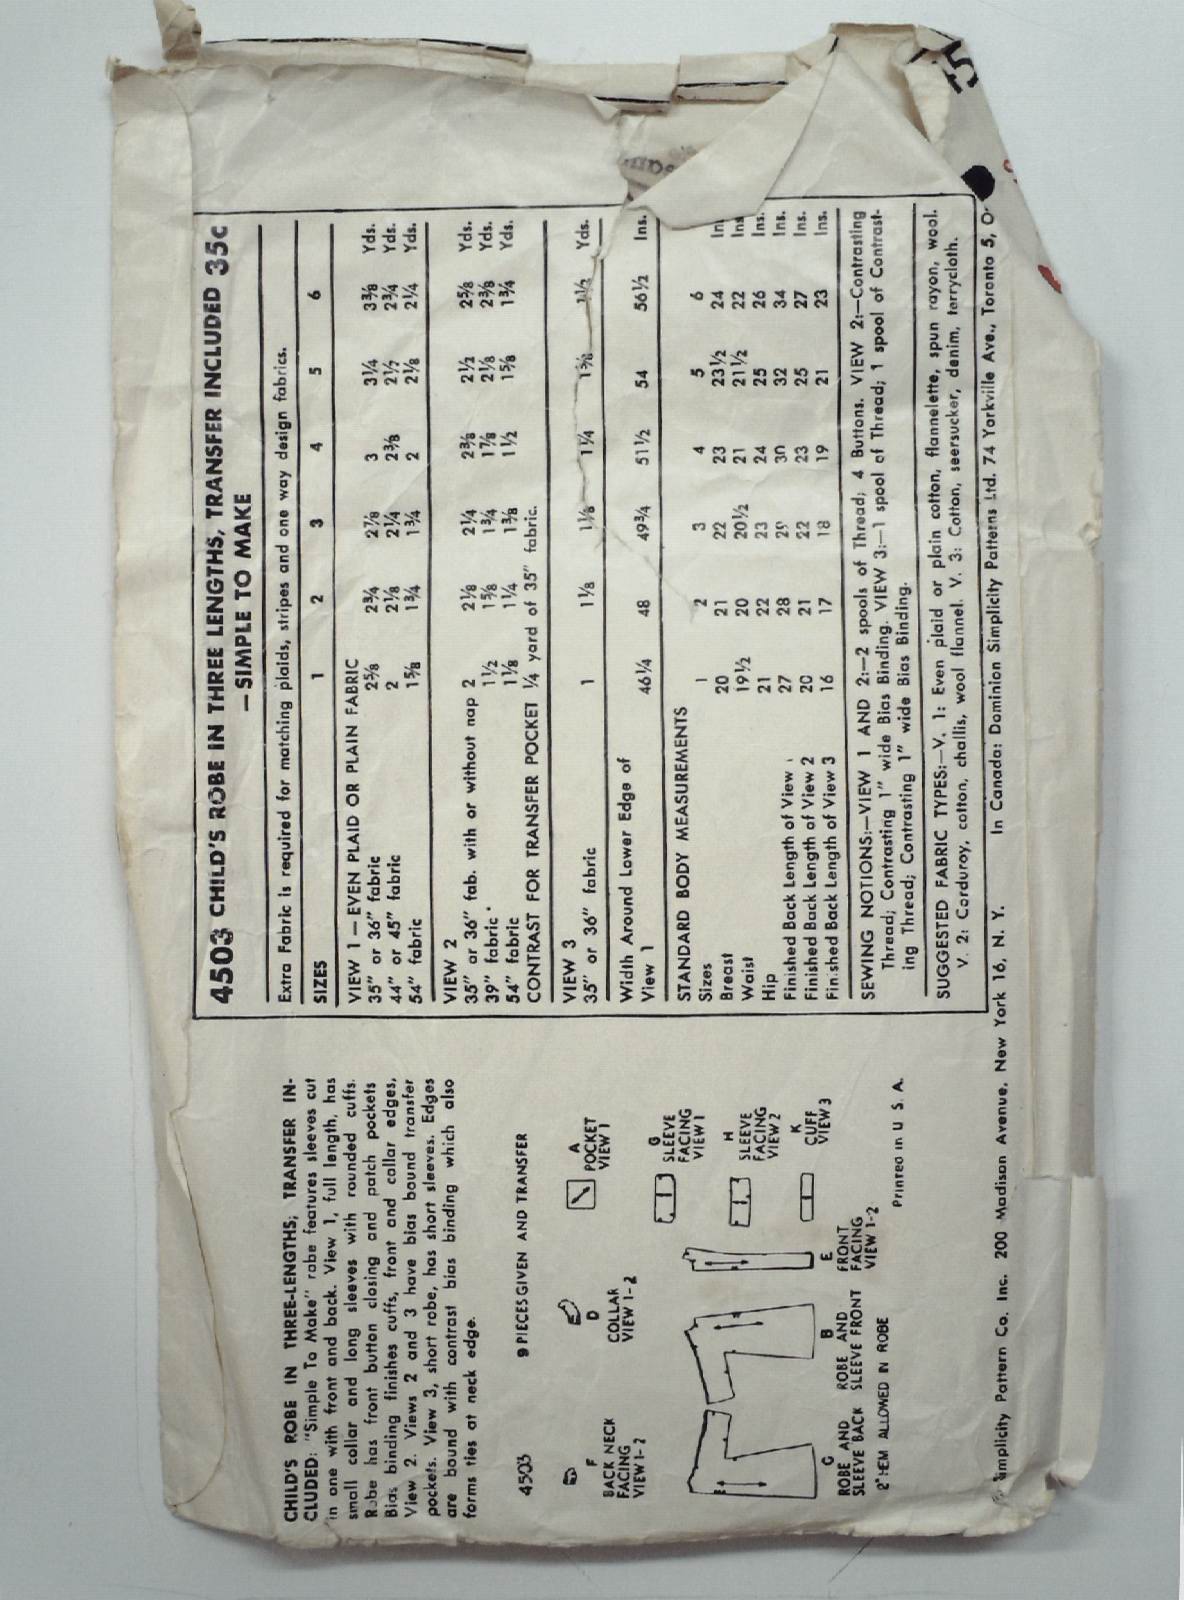 CHILD'S ROBE IN THREE-LENGTHS; TRANSFER IN-
CLUDED: "Simple To Make" robe features sleeves cut
in one with front and back. View 1, full length, has
small collar and long sleeves with rounded cuffs.
Robe has front button closing and patch pockets
Bias binding finishes cuffs, front and collar edges,
View 2. Views 2 and 3 have bias bound transfer
pockets. View 3, short robe, has short sleeves. Edges
are bound with contrast bias binding which also
forms ties at neck edge.
4503 9 PIECES GIVEN AND TRANSFER
F
BACK NECK
FACING
VIEW 1-2
D
COLLAR
VIEW 1-2
A
POCKET
VIEW 1
G
SLEEVE
FACING
VIEW 1
H
SLEEVE
FACING
VIEW 2
K
CUFF
VIEW 3
C
ROBE AND
SLEEVE BACK
B
ROBE AND
SLEEVE FRONT
E
FRONT
FACING
VIEW 1-2
2" HEM ALLOWED IN ROBE
Printed in U. S. A.
4503 CHILD'S ROBE IN THREE LENGTHS, TRANSFER INCLUDED 35c
— SIMPLE TO MAKE
Extra Fabric is required for matching plaids, stripes and one way design fabrics.
SIZES 1 2 3 4 5 6
VIEW 1 — EVEN PLAID OR PLAIN FABRIC
35" or 36" fabric 2⅝ 2¾ 2⅞ 3 3¼ 3⅜ Yds.
44" or 45" fabric 2 2⅛ 2¼ 2⅜ 2½ 2¾ Yds.
54" fabric 1⅝ 1¾ 1¾ 2 2⅛ 2¼ Yds.
VIEW 2
35" or 36" fab. with or without nap 2 2⅛ 2¼ 2⅜ 2½ 2⅝ Yds.
39" fabric 1½ 1⅝ 1¾ 1⅞ 2⅛ 2⅜ Yds.
54" fabric 1⅛ 1¼ 1⅜ 1½ 1⅝ 1¾ Yds.
CONTRAST FOR TRANSFER POCKET ¼ yard of 35" fabric.
VIEW 3
35" or 36" fabric 1 1⅛ 1⅛ 1¼ 1⅜ 1½ Yds.
Width Around Lower Edge of
View 1 46¼ 48 49¾ 51½ 54 56½ Ins.
STANDARD BODY MEASUREMENTS
Sizes 1 2 3 4 5 6
Breast 20 21 22 23 23½ 24 Ins
Waist 19½ 20 20½ 21 21½ 22 Ins
Hip 21 22 23 24 25 26 Ins.
Finished Back Length of View 1 27 28 29 30 32 34 Ins.
Finished Back Length of View 2 20 21 22 23 25 27 Ins.
Finished Back Length of View 3 16 17 18 19 21 23 Ins.
SEWING NOTIONS:—VIEW 1 AND 2:—2 spools of Thread; 4 Buttons. VIEW 2:—Contrasting
Thread; Contrasting 1" wide Bias Binding. VIEW 3:—1 spool of Thread; 1 spool of Contrast-
ing Thread; Contrasting 1" wide Bias Binding.
SUGGESTED FABRIC TYPES:—V. 1: Even plaid or plain cotton, flannelette, spun rayon, wool.
V. 2: Corduroy, cotton, challis, wool flannel. V. 3: Cotton, seersucker, denim, terrycloth.
Simplicity Pattern Co. Inc. 200 Madison Avenue, New York 16, N. Y. In Canada: Dominion Simplicity Patterns Ltd. 74 Yorkville Ave., Toronto 5, O
5